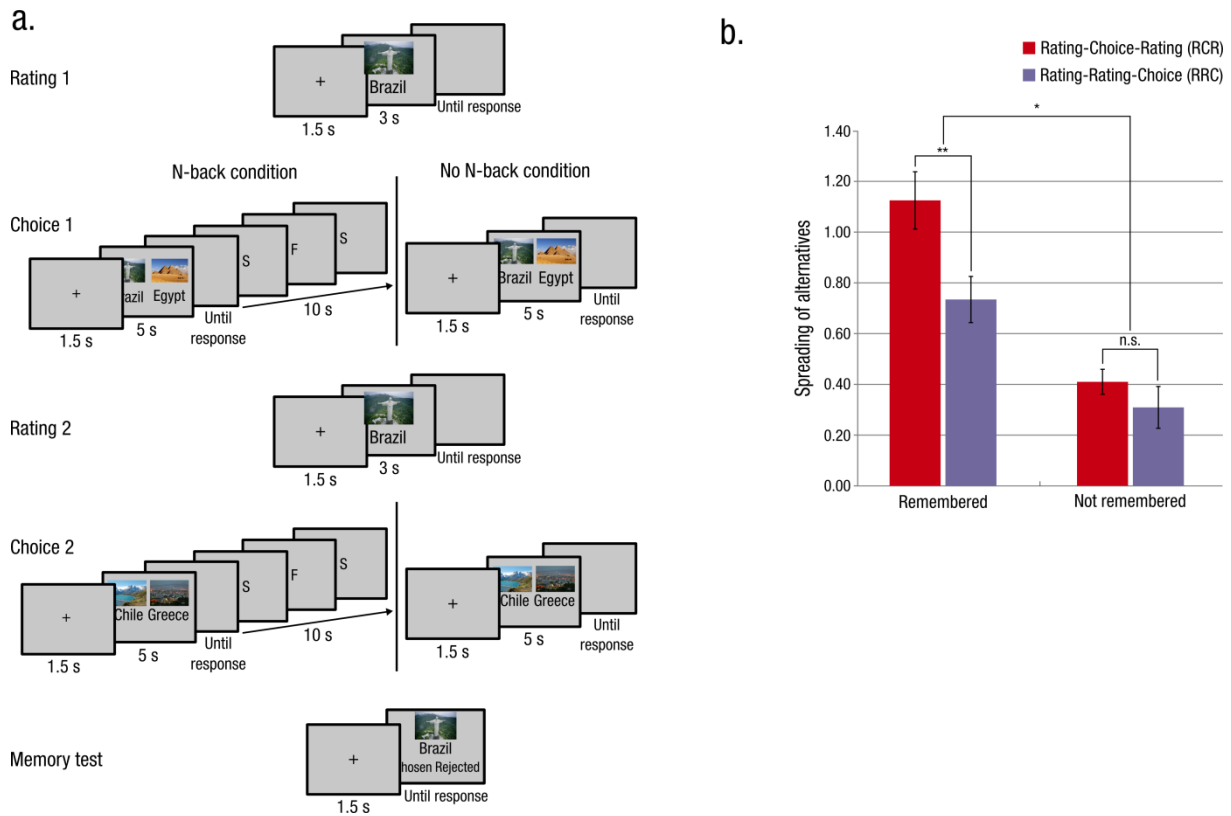 a.
Rating 1
+
Brazil
1.5 s
3 s
Until response
N-back condition
No N-back condition
Choice 1
+
razil Egypt
S
F
S
1.5 s
5 s
Until
response
10 s
+
Brazil Egypt
1.5 s
5 s
Until
response
Rating 2
+
Brazil
1.5 s
3 s
Until response
Choice 2
+
Chile Greece
S
F
S
1.5 s
5 s
Until
response
10 s
+
Chile Greece
1.5 s
5 s
Until
response
Memory test
+
Brazil
hosen Rejected
1.5 s
Until response
b.
Rating-Choice-Rating (RCR)
Rating-Rating-Choice (RRC)
Spreading of alternatives
1.40
1.20
1.00
0.80
0.60
0.40
0.20
0.00
*
**
n.s.
Remembered
Not remembered